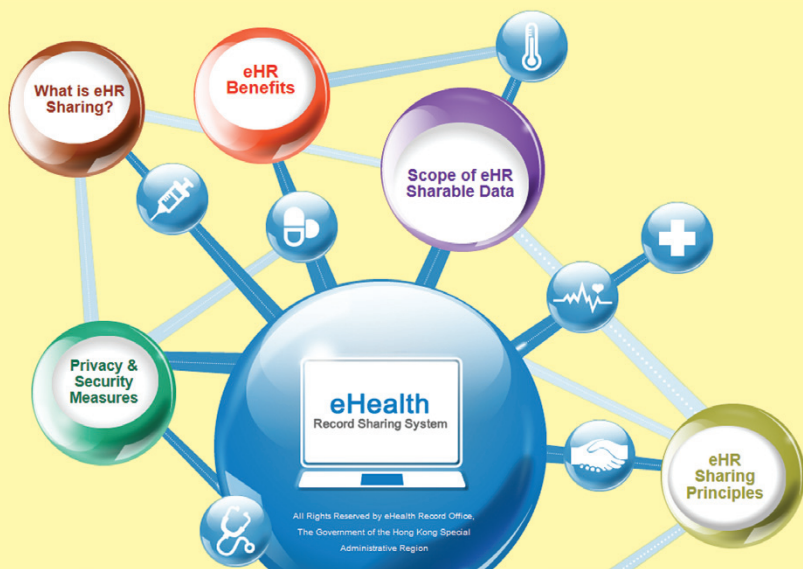 What is eHR
Sharing?
eHR
Benefits
Scope of eHR
Sharable Data
Privacy &
Security
Measures
eHealth
Record Sharing System
eHR
Sharing
Principles
All Rights Reserved by eHealth Record Office,
The Government of the Hong Kong Special
Administrative Region